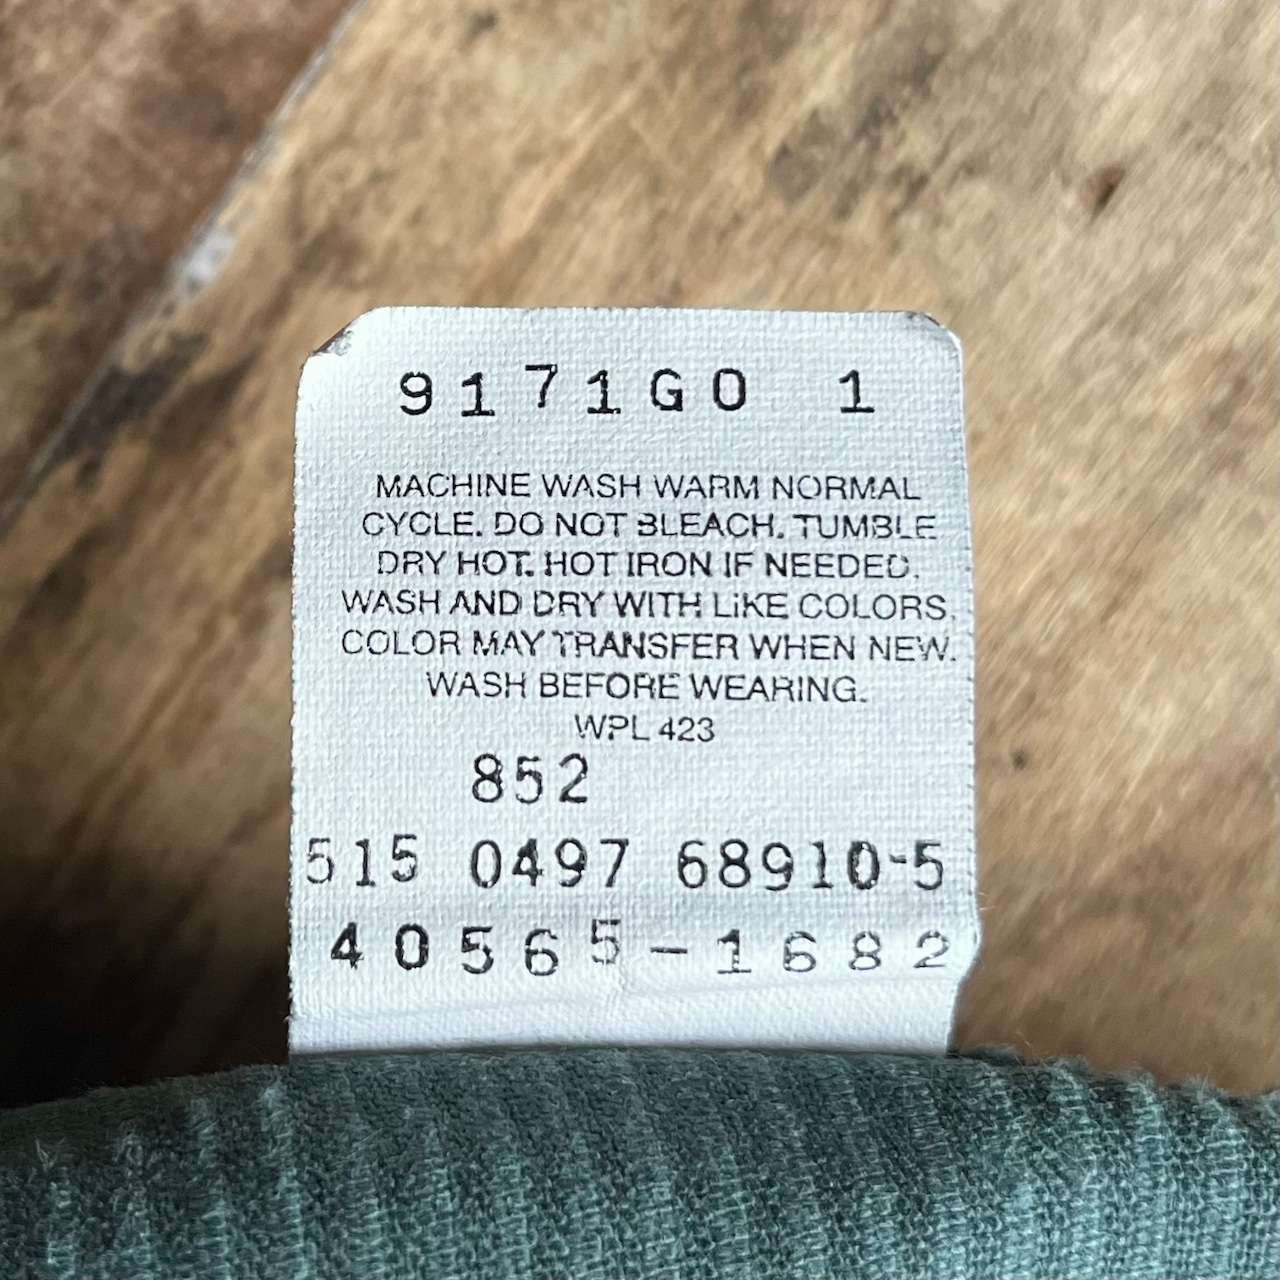 9171GO 1
MACHINE WASH WARM NORMAL
CYCLE. DO NOT BLEACH. TUMBLE
DRY HOT. HOT IRON IF NEEDED.
WASH AND DRY WITH LIKE COLORS.
COLOR MAY TRANSFER WHEN NEW.
WASH BEFORE WEARING.
WPL 423
852
515 0497 68910-5
40565-1682